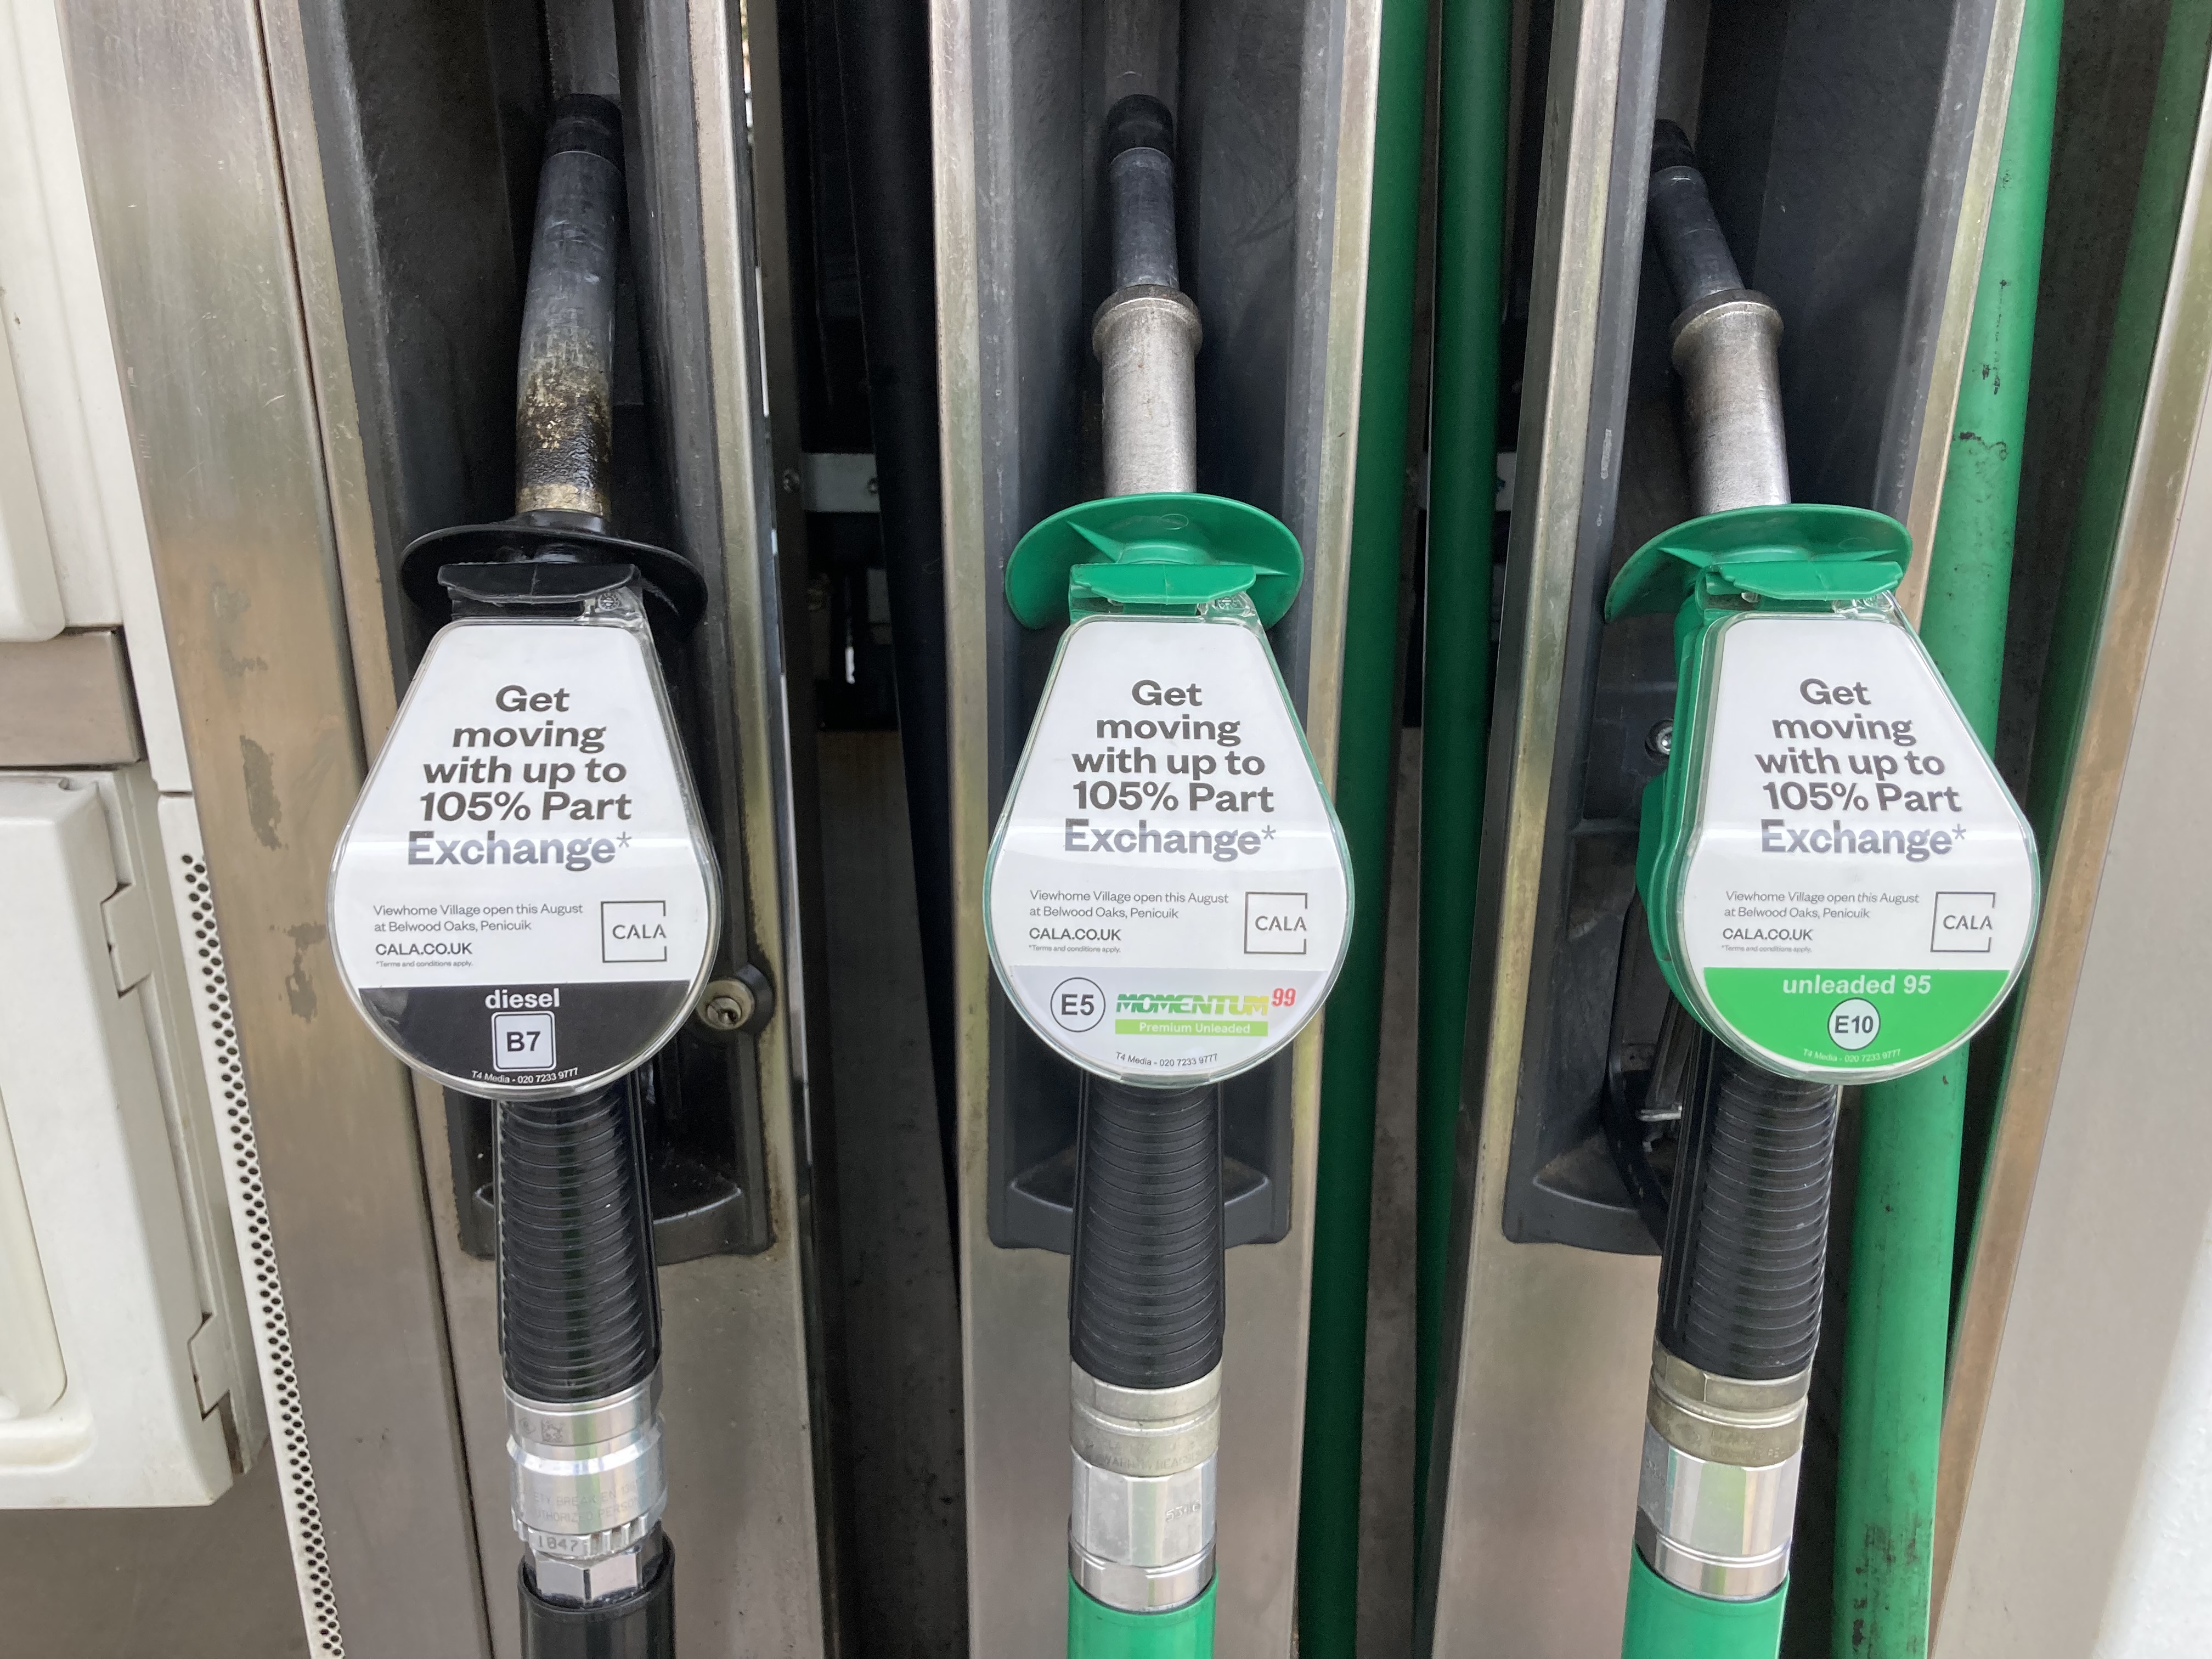 Get
moving
with up to
105% Part
Exchange*
Viewhome Village open this August
at Belwood Oaks, Penicuik
CALA.CO.UK
*Terms and conditions apply.
CALA
diesel
B7
T4 Media - 020 7233 9777
1847
Get
moving
with up to
105% Part
Exchange*
Viewhome Village open this August
at Belwood Oaks, Penicuik
CALA.CO.UK
*Terms and conditions apply.
CALA
E5
MOMENTUM 99
Premium Unleaded
T4 Media - 020 7233 9777
Get
moving
with up to
105% Part
Exchange*
Viewhome Village open this August
at Belwood Oaks, Penicuik
CALA.CO.UK
*Terms and conditions apply.
CALA
unleaded 95
E10
T4 Media - 020 7233 9777